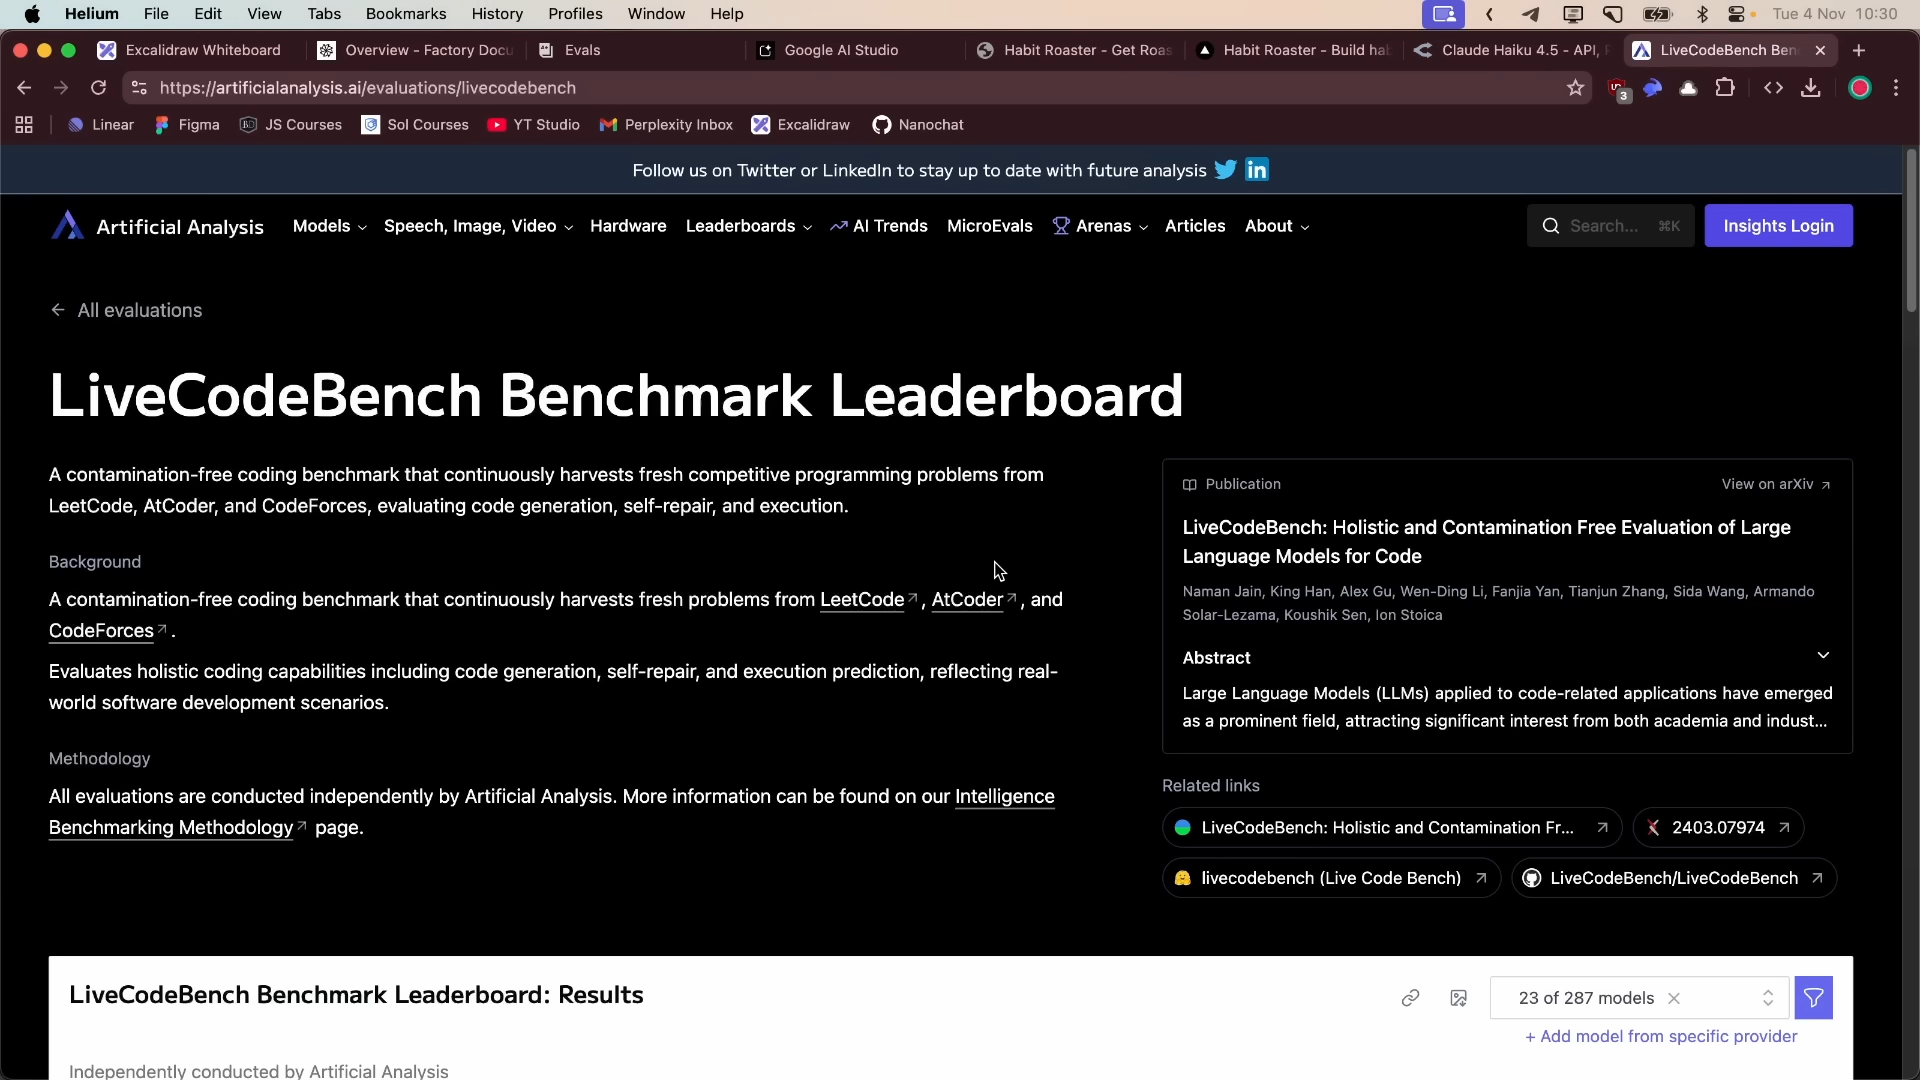 Helium File Edit View Tabs Bookmarks History Profiles Window Help Tue 4 Nov 10:30
Excalidraw Whiteboard Overview - Factory Docu Evals Google AI Studio Habit Roaster - Get Roas Habit Roaster - Build hab Claude Haiku 4.5 - API, P LiveCodeBench Ben
https://artificialanalysis.ai/evaluations/livecodebench 3
Linear Figma JS Courses Sol Courses YT Studio Perplexity Inbox Excalidraw Nanochat
Follow us on Twitter or LinkedIn to stay up to date with future analysis
Artificial Analysis Models Speech, Image, Video Hardware Leaderboards AI Trends MicroEvals Arenas Articles About Search... ⌘K Insights Login
← All evaluations
LiveCodeBench Benchmark Leaderboard
A contamination-free coding benchmark that continuously harvests fresh competitive programming problems from
LeetCode, AtCoder, and CodeForces, evaluating code generation, self-repair, and execution.
Background
A contamination-free coding benchmark that continuously harvests fresh problems from LeetCode↗, AtCoder↗, and
CodeForces↗.
Evaluates holistic coding capabilities including code generation, self-repair, and execution prediction, reflecting real-
world software development scenarios.
Methodology
All evaluations are conducted independently by Artificial Analysis. More information can be found on our Intelligence
Benchmarking Methodology↗ page.
Publication View on arXiv ↗
LiveCodeBench: Holistic and Contamination Free Evaluation of Large
Language Models for Code
Naman Jain, King Han, Alex Gu, Wen-Ding Li, Fanjia Yan, Tianjun Zhang, Sida Wang, Armando
Solar-Lezama, Koushik Sen, Ion Stoica
Abstract
Large Language Models (LLMs) applied to code-related applications have emerged
as a prominent field, attracting significant interest from both academia and indust...
Related links
LiveCodeBench: Holistic and Contamination Fr... ↗ 2403.07974 ↗
livecodebench (Live Code Bench) ↗ LiveCodeBench/LiveCodeBench ↗
LiveCodeBench Benchmark Leaderboard: Results
23 of 287 models
+ Add model from specific provider
Independently conducted by Artificial Analysis